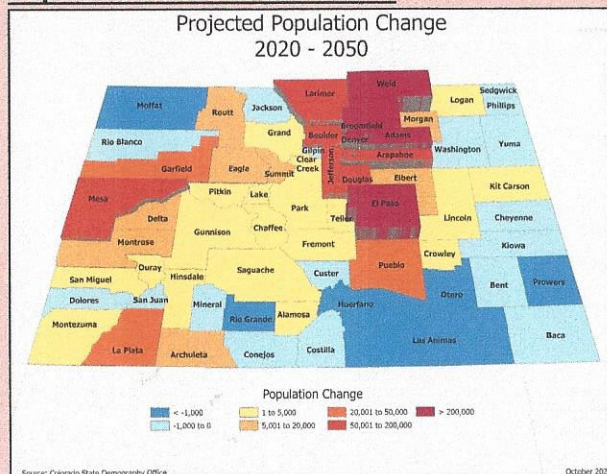 Projected Population Change
2020 - 2050
Moffat
Routt
Jackson
Larimer
Weld
Logan
Sedgwick
Phillips
Morgan
Rio Blanco
Grand
Boulder
Broomfield
Gilpin
Denver
Adams
Washington
Yuma
Clear
Creek
Jefferson
Arapahoe
Garfield
Eagle
Summit
Douglas
Elbert
Kit Carson
Mesa
Pitkin
Lake
Park
Delta
Teller
El Paso
Lincoln
Cheyenne
Gunnison
Chaffee
Fremont
Montrose
Kiowa
Ouray
Crowley
San Miguel
Hinsdale
Saguache
Custer
Pueblo
Dolores
San Juan
Mineral
Rio Grande
Alamosa
Huerfano
Otero
Bent
Prowers
Montezuma
La Plata
Archuleta
Conejos
Costilla
Las Animas
Baca
Population Change
< -1,000
1 to 5,000
20,001 to 50,000
> 200,000
-1,000 to 0
5,001 to 20,000
50,001 to 200,000
Source: Colorado State Demography Office
October 202